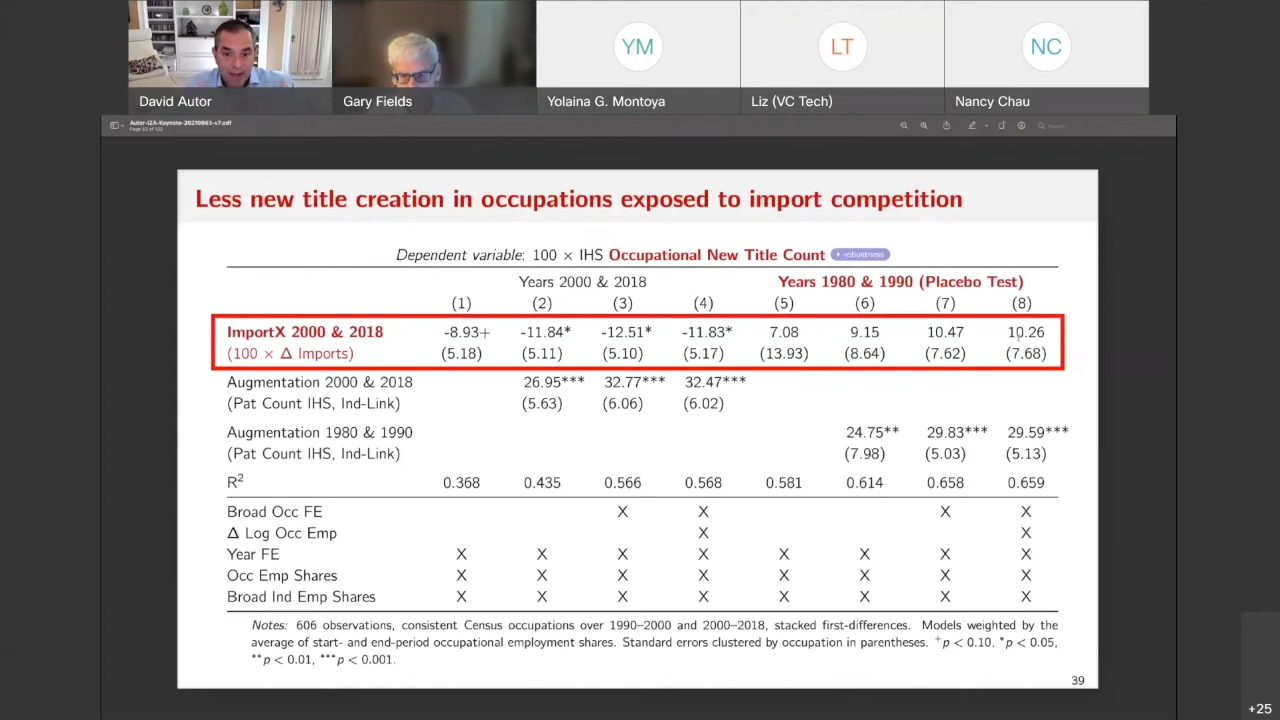 YM
LT
NC
David Autor
Gary Fields
Yolaina G. Montoya
Liz (VC Tech)
Nancy Chau
Autor-IZA-Keynote-20210903-v7.pdf
Search
Less new title creation in occupations exposed to import competition
Dependent variable: 100 × IHS Occupational New Title Count robustness
Years 2000 & 2018 Years 1980 & 1990 (Placebo Test)
(1) (2) (3) (4) (5) (6) (7) (8)
ImportX 2000 & 2018 -8.93+ -11.84* -12.51* -11.83* 7.08 9.15 10.47 10.26
(100 × Δ Imports) (5.18) (5.11) (5.10) (5.17) (13.93) (8.64) (7.62) (7.68)
Augmentation 2000 & 2018 26.95*** 32.77*** 32.47***
(Pat Count IHS, Ind-Link) (5.63) (6.06) (6.02)
Augmentation 1980 & 1990 24.75** 29.83*** 29.59***
(Pat Count IHS, Ind-Link) (7.98) (5.03) (5.13)
R² 0.368 0.435 0.566 0.568 0.581 0.614 0.658 0.659
Broad Occ FE X X X X
Δ Log Occ Emp X X
Year FE X X X X X X X X
Occ Emp Shares X X X X X X X X
Broad Ind Emp Shares X X X X X X X X
Notes: 606 observations, consistent Census occupations over 1990–2000 and 2000–2018, stacked first-differences. Models weighted by the
average of start- and end-period occupational employment shares. Standard errors clustered by occupation in parentheses. ⁺p < 0.10, *p < 0.05,
**p < 0.01, ***p < 0.001.
39
+25